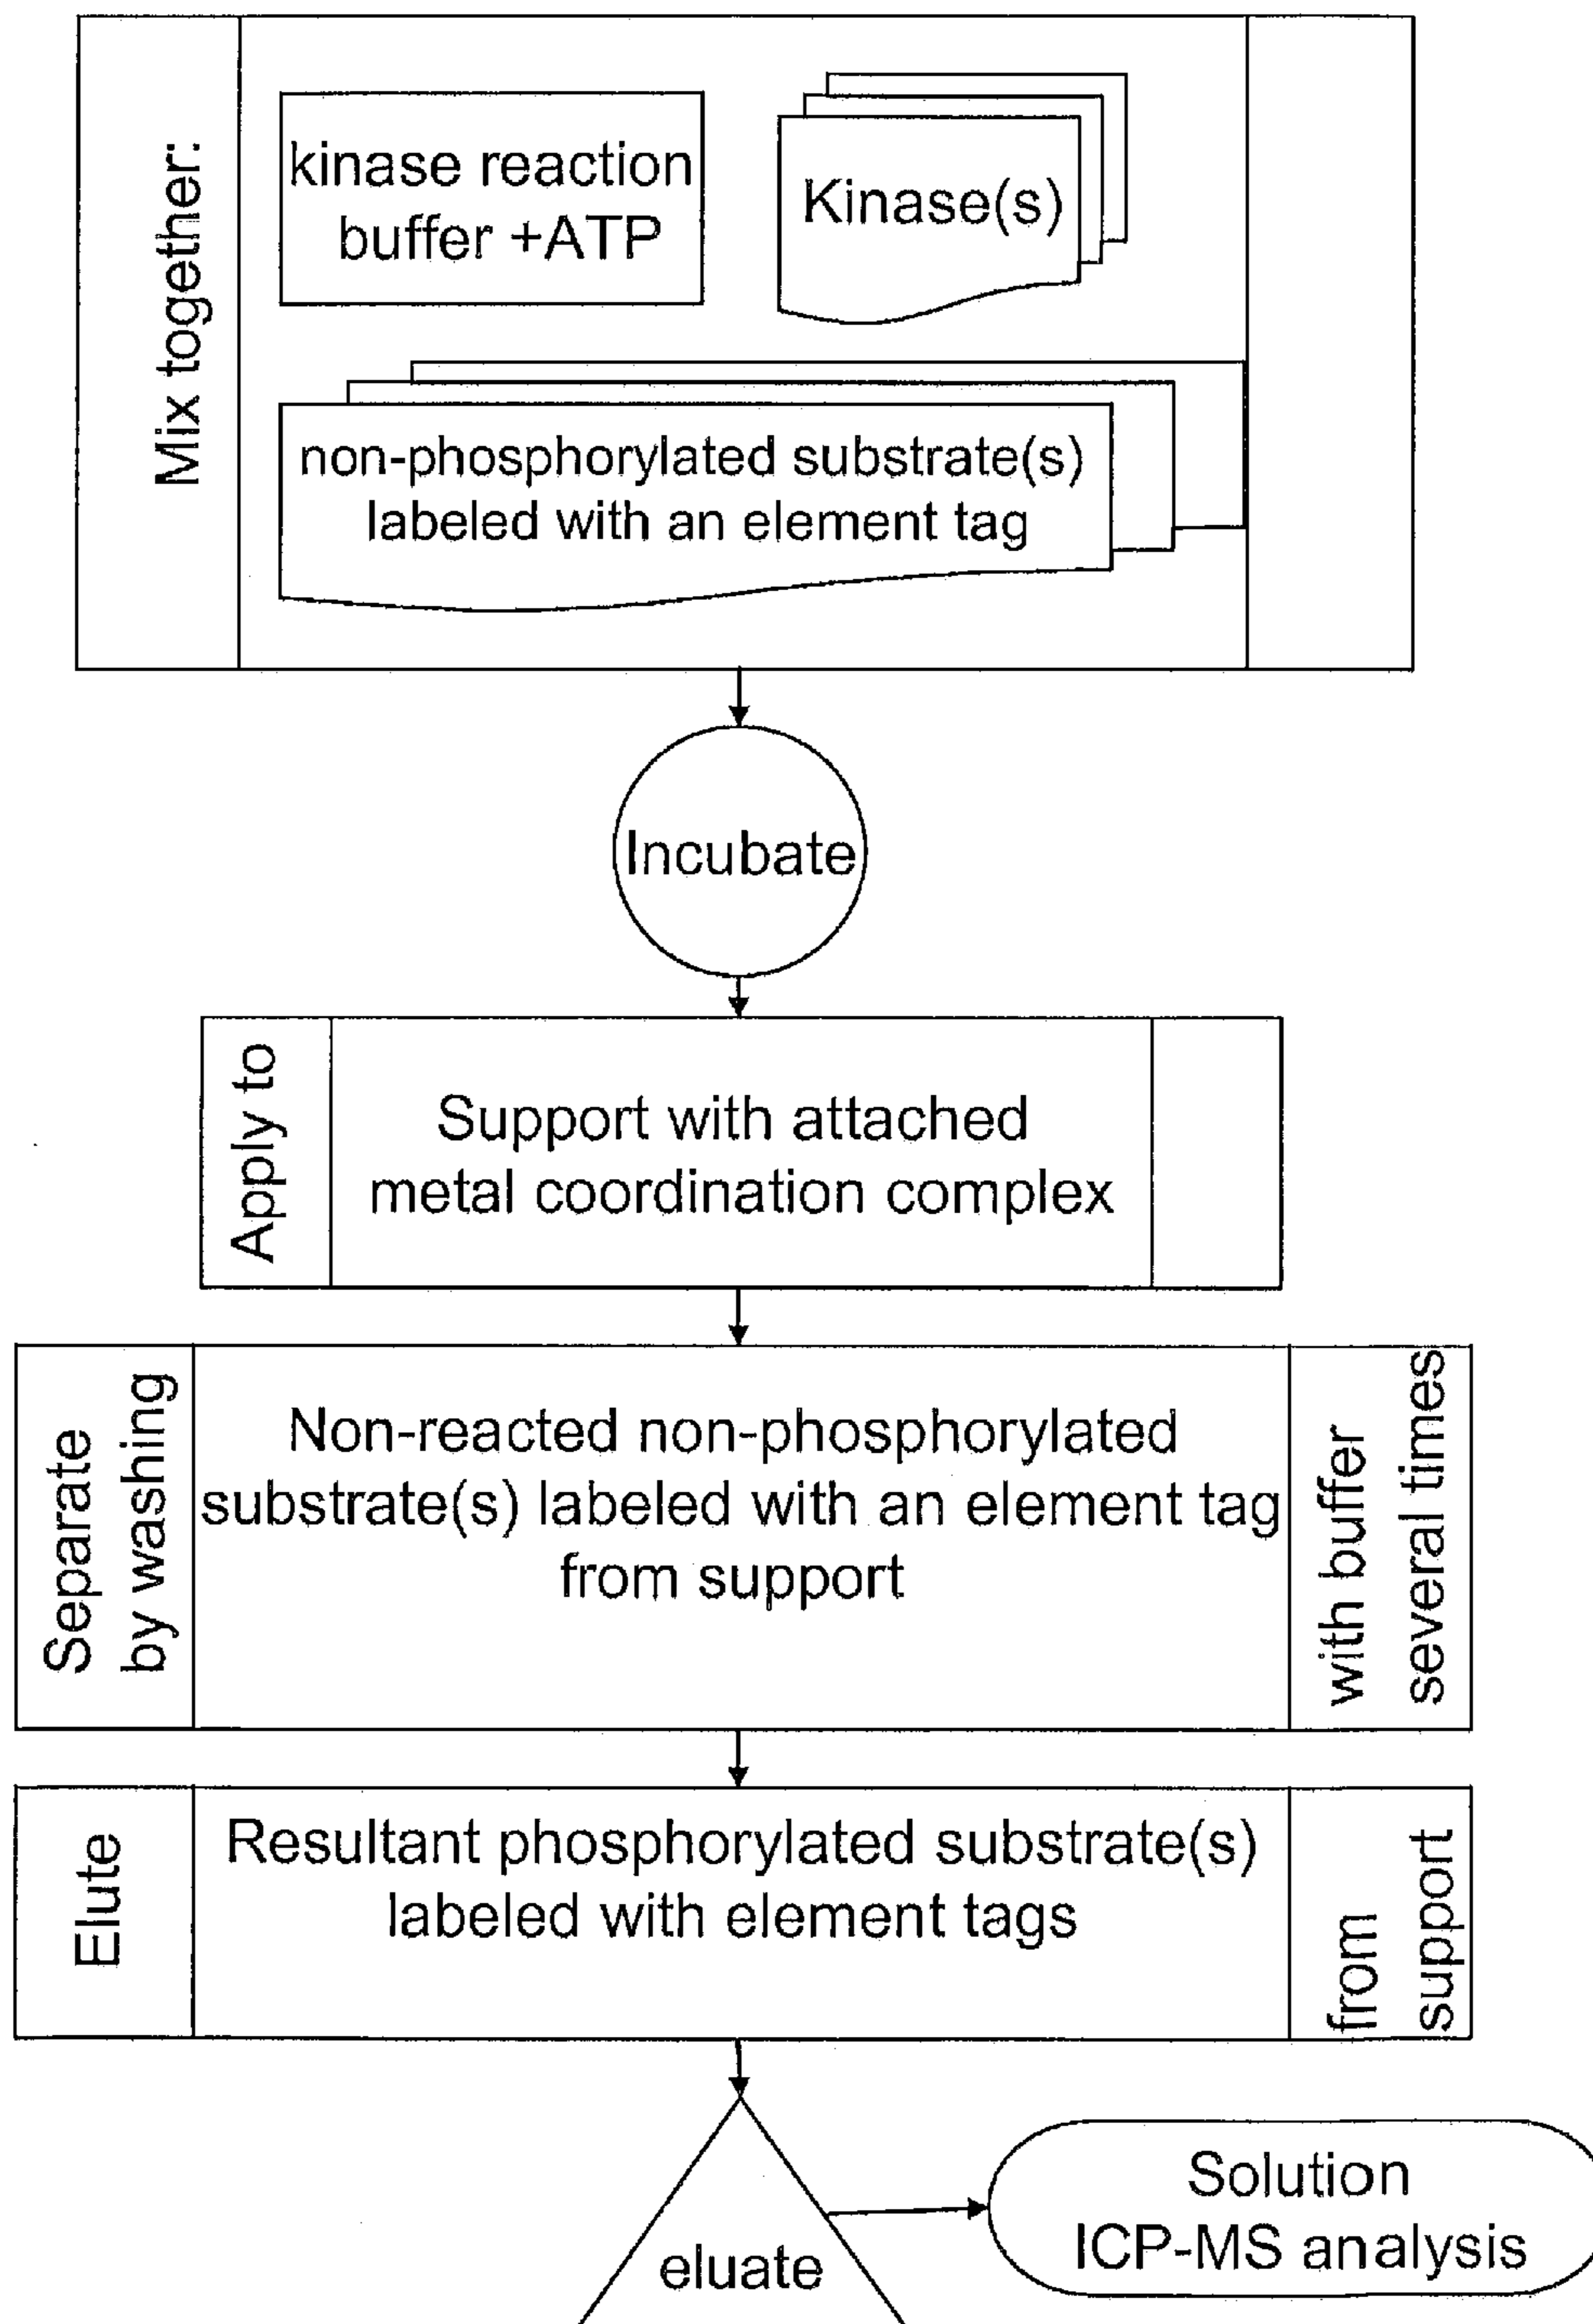 Mix together:
kinase reaction
buffer +ATP
Kinase(s)
non-phosphorylated substrate(s)
labeled with an element tag
Incubate
Apply to
Support with attached
metal coordination complex
Separate
by washing
Non-reacted non-phosphorylated
substrate(s) labeled with an element tag
from support
with buffer
several times
Elute
Resultant phosphorylated substrate(s)
labeled with element tags
from
support
eluate
Solution
ICP-MS analysis